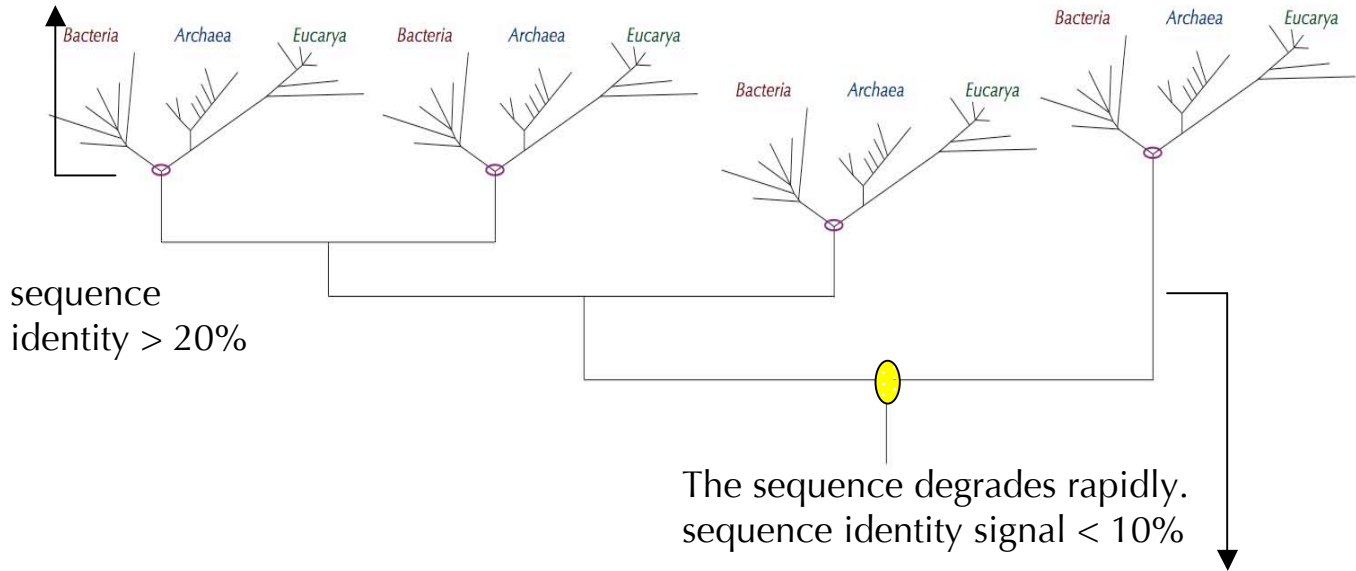 Bacteria Archaea Eucarya
Bacteria Archaea Eucarya
Bacteria Archaea Eucarya
Bacteria Archaea Eucarya
sequence
identity > 20%
The sequence degrades rapidly.
sequence identity signal < 10%